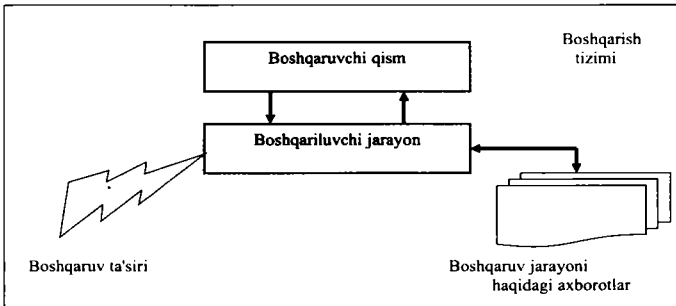 Boshqarish
tizimi
Boshqaruvchi qism
Boshqariluvchi jarayon
Boshqaruv ta'siri
Boshqaruv jarayoni
haqidagi axborotlar